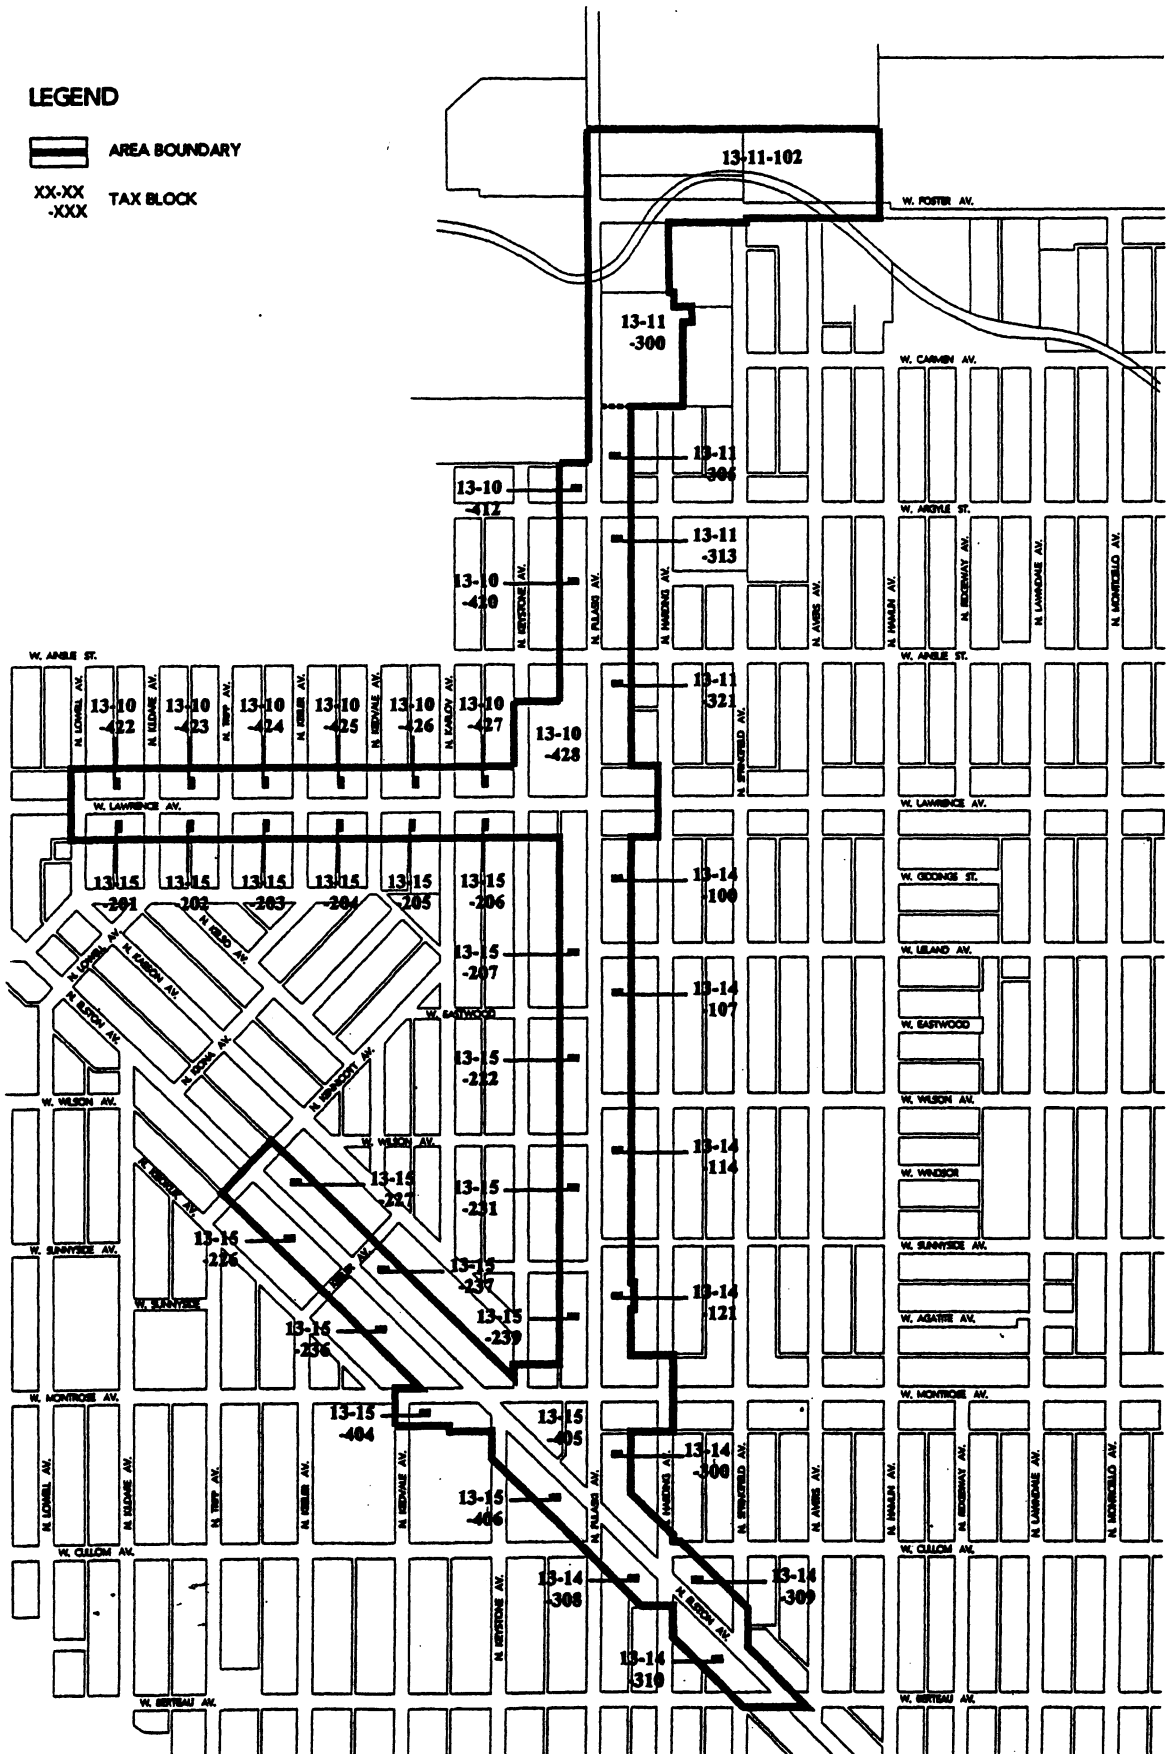 LEGEND
AREA BOUNDARY
XX-XX
-XXX
TAX BLOCK
13-11-102
W. FOSTER AV.
13-11
-300
W. CARMEN AV.
13-11
-306
13-10
-412
W. ARGYLE ST.
13-11
-313
13-10
-420
N. KEYSTONE AV.
N. PULASKI AV.
N. HARDING AV.
N. AVERS AV.
N. HAMLIN AV.
N. RIDGEWAY AV.
N. LAWNDALE AV.
N. MONTICELLO AV.
W. AINSLIE ST.
W. AINSLIE ST.
N. LOWELL AV.
13-10
-422
N. KILDARE AV.
13-10
-423
N. TRIPP AV.
13-10
-424
N. KEELER AV.
13-10
-425
N. KEDVALE AV.
13-10
-426
N. KARLOV AV.
13-10
-427
13-10
-428
13-11
-321
N. SPRINGFIELD AV.
W. LAWRENCE AV.
W. LAWRENCE AV.
13-15
-201
13-15
-202
13-15
-203
13-15
-204
13-15
-205
13-15
-206
13-14
-100
W. GIDDINGS ST.
N. KELSO AV.
N. LOWELL AV.
N. KARSON AV.
N. ELSTON AV.
13-15
-207
W. LELAND AV.
13-14
-107
W. EASTWOOD
W. EASTWOOD
N. KIONA AV.
N. KENNICOTT AV.
13-15
-222
W. WILSON AV.
W. WILSON AV.
W. WILSON AV.
13-14
-114
W. WINDSOR
N. KEOKUK AV.
13-15
-227
13-15
-231
13-15
-226
W. SUNNYSIDE AV.
W. SUNNYSIDE AV.
KEELER AV.
13-15
-237
W. SUNNYSIDE
13-14
-121
W. AGATITE AV.
13-15
-236
13-15
-239
W. MONTROSE AV.
W. MONTROSE AV.
13-15
-404
13-15
-405
13-14
-300
N. LOWELL AV.
N. KILDARE AV.
N. TRIPP AV.
N. KEELER AV.
N. KEDVALE AV.
N. PULASKI AV.
N. HARDING AV.
N. SPRINGFIELD AV.
N. AVERS AV.
N. HAMLIN AV.
N. RIDGEWAY AV.
N. LAWNDALE AV.
N. MONTICELLO AV.
13-15
-406
W. CULLOM AV.
W. CULLOM AV.
13-14
-308
13-14
-309
N. KEYSTONE AV.
N. ELSTON AV.
13-14
-310
W. BERTEAU AV.
W. BERTEAU AV.